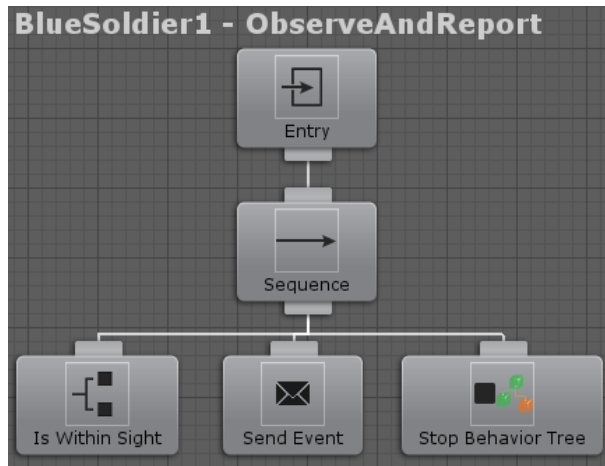 BlueSoldier1 - ObserveAndReport
Entry
Sequence
Is Within Sight
Send Event
Stop Behavior Tree